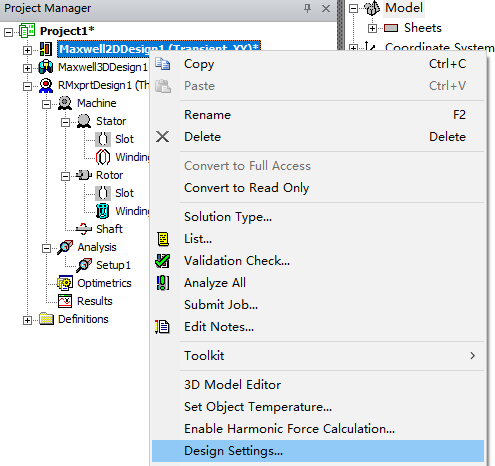 Project Manager
Project1*
Maxwell2DDesign1 (Transient, XY)*
Maxwell3DDesign1
RMxprtDesign1 (Th
Machine
Stator
Slot
Winding
Rotor
Slot
Winding
Shaft
Analysis
Setup1
Optimetrics
Results
Definitions
Model
Sheets
Coordinate System
Copy Ctrl+C
Paste Ctrl+V
Rename F2
Delete Delete
Convert to Full Access
Convert to Read Only
Solution Type...
List...
Validation Check...
Analyze All
Submit Job...
Edit Notes...
Toolkit
3D Model Editor
Set Object Temperature...
Enable Harmonic Force Calculation...
Design Settings...